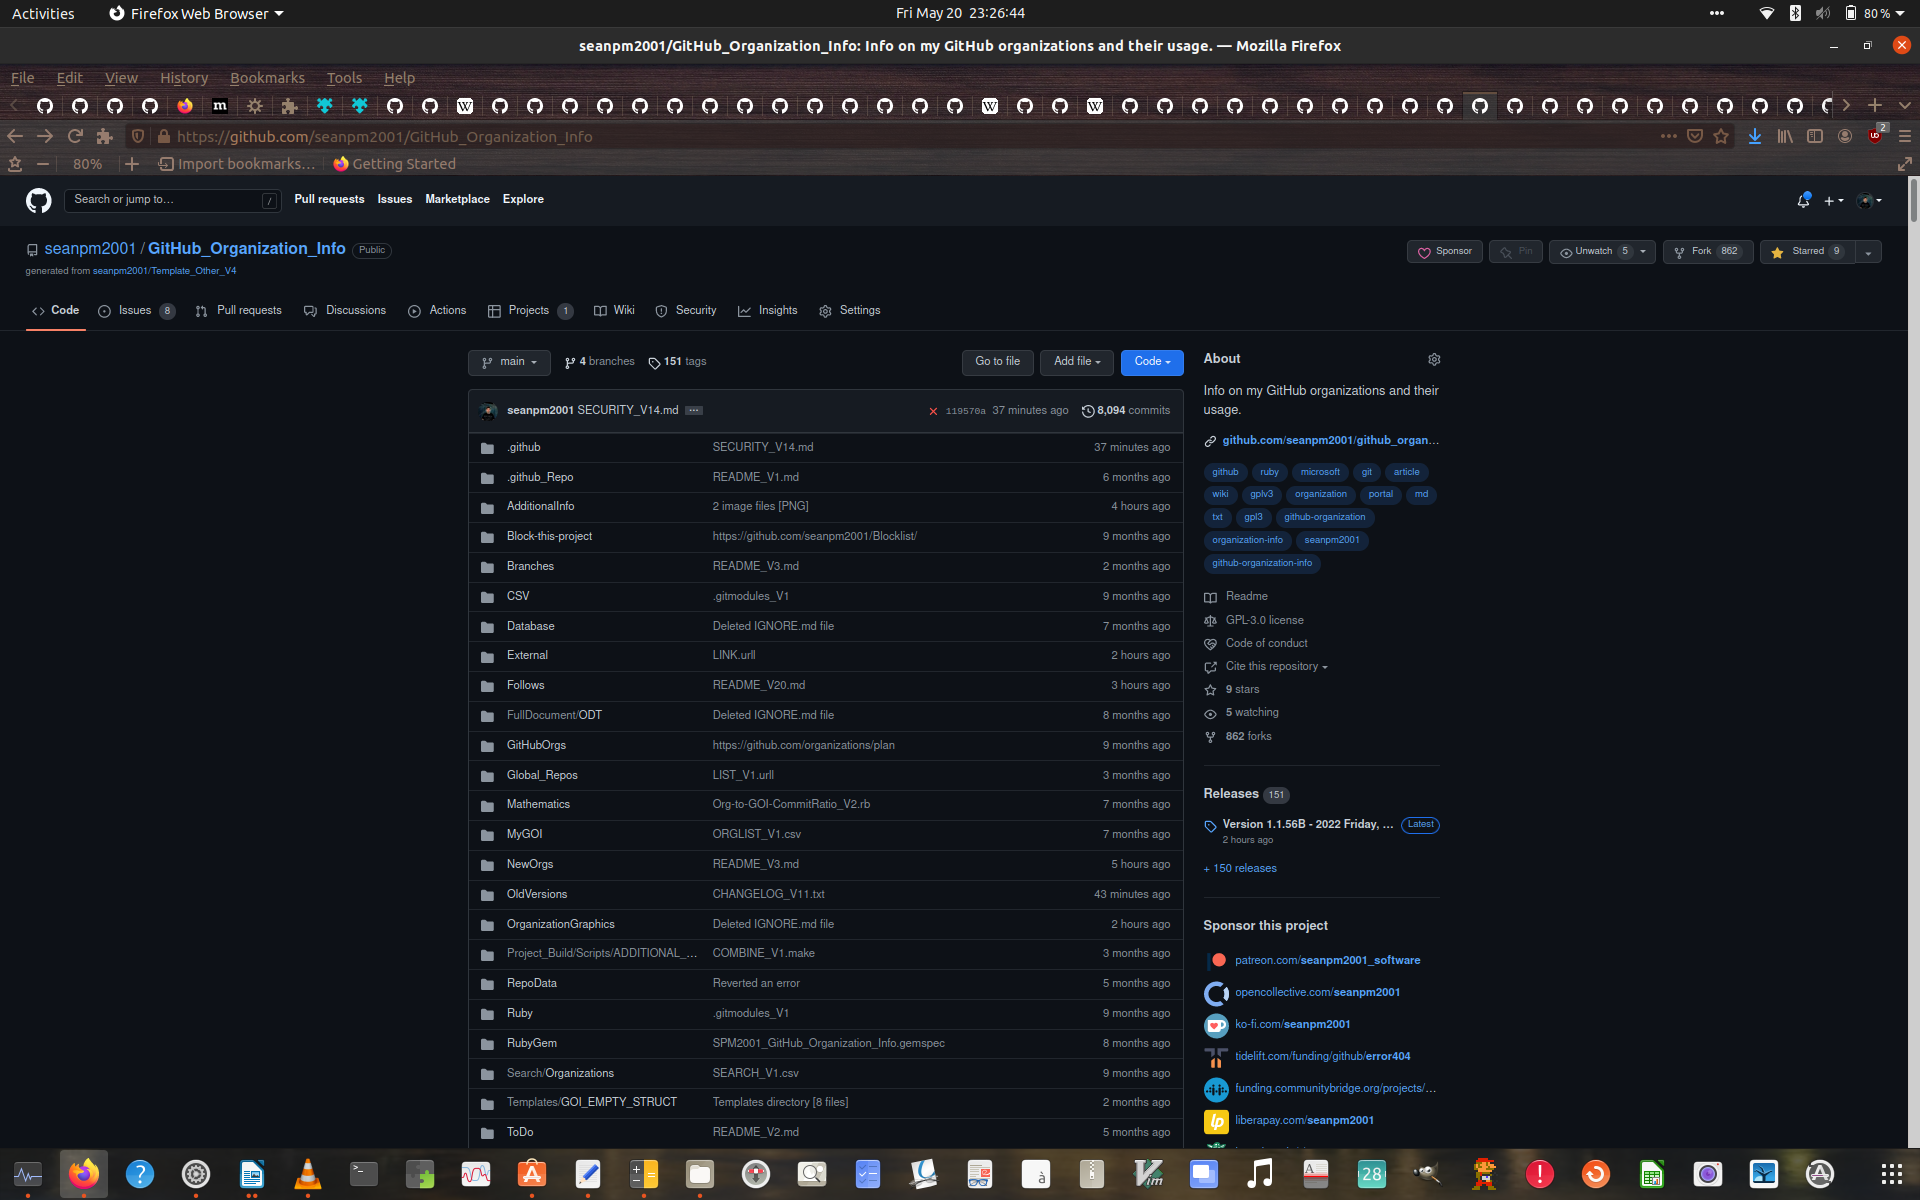 Activities Firefox Web Browser Fri May 20 23:26:44 80 %
seanpm2001/GitHub_Organization_Info: Info on my GitHub organizations and their usage. — Mozilla Firefox
File Edit View History Bookmarks Tools Help
https://github.com/seanpm2001/GitHub_Organization_Info 2
80% Import bookmarks... Getting Started
Search or jump to... / Pull requests Issues Marketplace Explore
seanpm2001 / GitHub_Organization_Info Public
Sponsor Pin Unwatch 5 Fork 862 Starred 9
generated from seanpm2001/Template_Other_V4
Code Issues 8 Pull requests Discussions Actions Projects 1 Wiki Security Insights Settings
main 4 branches 151 tags Go to file Add file Code
seanpm2001 SECURITY_V14.md ... 119570a 37 minutes ago 8,094 commits
.github SECURITY_V14.md 37 minutes ago
.github_Repo README_V1.md 6 months ago
AdditionalInfo 2 image files [PNG] 4 hours ago
Block-this-project https://github.com/seanpm2001/Blocklist/ 9 months ago
Branches README_V3.md 2 months ago
CSV .gitmodules_V1 9 months ago
Database Deleted IGNORE.md file 7 months ago
External LINK.urll 2 hours ago
Follows README_V20.md 3 hours ago
FullDocument/ODT Deleted IGNORE.md file 8 months ago
GitHubOrgs https://github.com/organizations/plan 9 months ago
Global_Repos LIST_V1.urll 3 months ago
Mathematics Org-to-GOI-CommitRatio_V2.rb 7 months ago
MyGOI ORGLIST_V1.csv 7 months ago
NewOrgs README_V3.md 5 hours ago
OldVersions CHANGELOG_V11.txt 43 minutes ago
OrganizationGraphics Deleted IGNORE.md file 2 hours ago
Project_Build/Scripts/ADDITIONAL_... COMBINE_V1.make 3 months ago
RepoData Reverted an error 5 months ago
Ruby .gitmodules_V1 9 months ago
RubyGem SPM2001_GitHub_Organization_Info.gemspec 8 months ago
Search/Organizations SEARCH_V1.csv 9 months ago
Templates/GOI_EMPTY_STRUCT Templates directory [8 files] 2 months ago
ToDo README_V2.md 5 months ago
About
Info on my GitHub organizations and their
usage.
github.com/seanpm2001/github_organ...
github ruby microsoft git article
wiki gplv3 organization portal md
txt gpl3 github-organization
organization-info seanpm2001
github-organization-info
Readme
GPL-3.0 license
Code of conduct
Cite this repository
9 stars
5 watching
862 forks
Releases 151
Version 1.1.56B - 2022 Friday, ... Latest
2 hours ago
+ 150 releases
Sponsor this project
patreon.com/seanpm2001_software
opencollective.com/seanpm2001
ko-fi.com/seanpm2001
tidelift.com/funding/github/error404
funding.communitybridge.org/projects/...
liberapay.com/seanpm2001
28